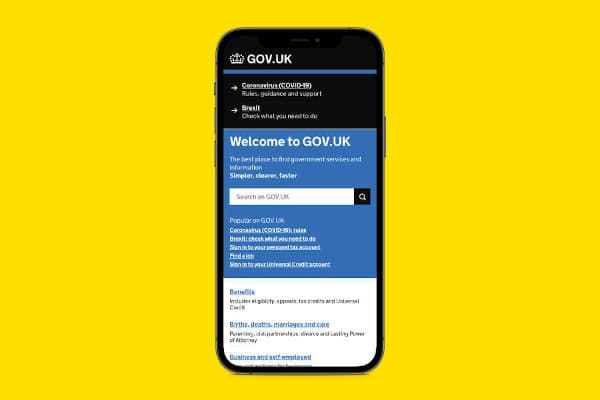 GOV.UK
Coronavirus (COVID-19)
Rules, guidance and support
Brexit
Check what you need to do
Welcome to GOV.UK
The best place to find government services and
information
Simpler, clearer, faster
Search on GOV.UK
Popular on GOV.UK
Coronavirus (COVID-19): rules
Brexit: check what you need to do
Sign in to your personal tax account
Find a job
Sign in to your Universal Credit account
Benefits
Includes eligibility, appeals, tax credits and Universal
Credit
Births, deaths, marriages and care
Parenting, civil partnerships, divorce and Lasting Power
of Attorney
Business and self-employed